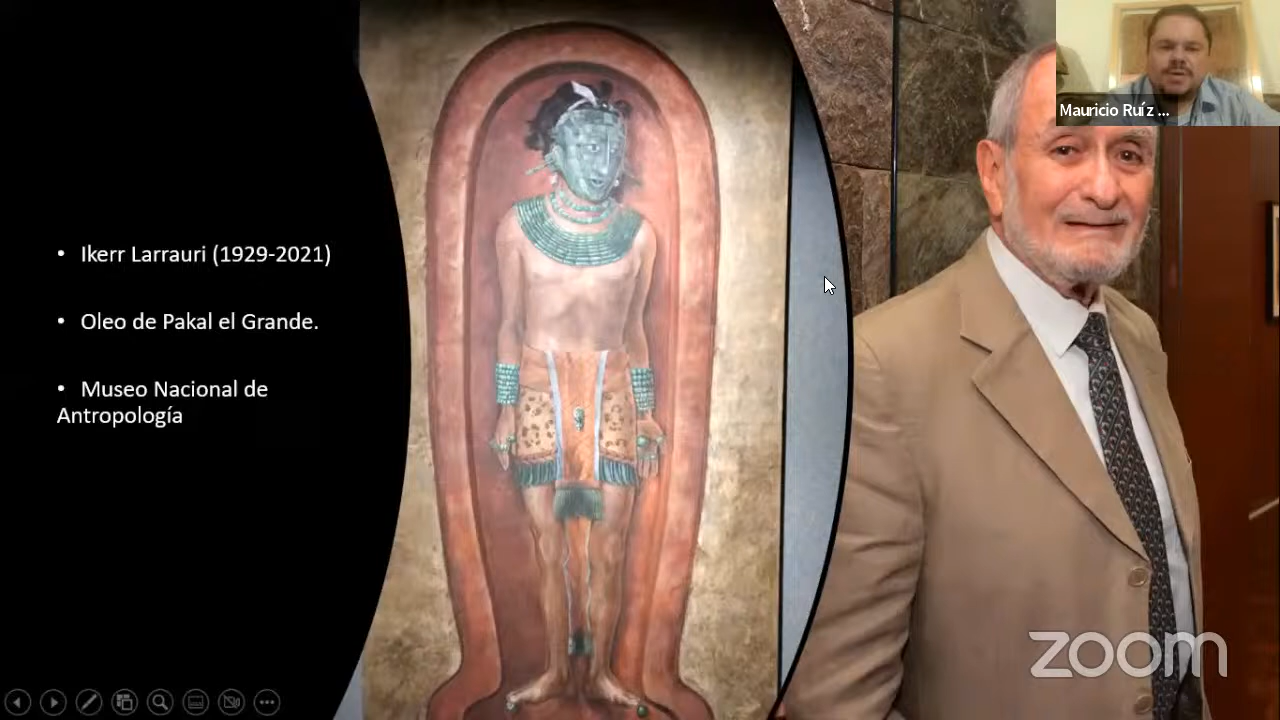 • Ikerr Larrauri (1929-2021)
• Oleo de Pakal el Grande.
• Museo Nacional de
Antropología
Mauricio Ruíz ...
zoom